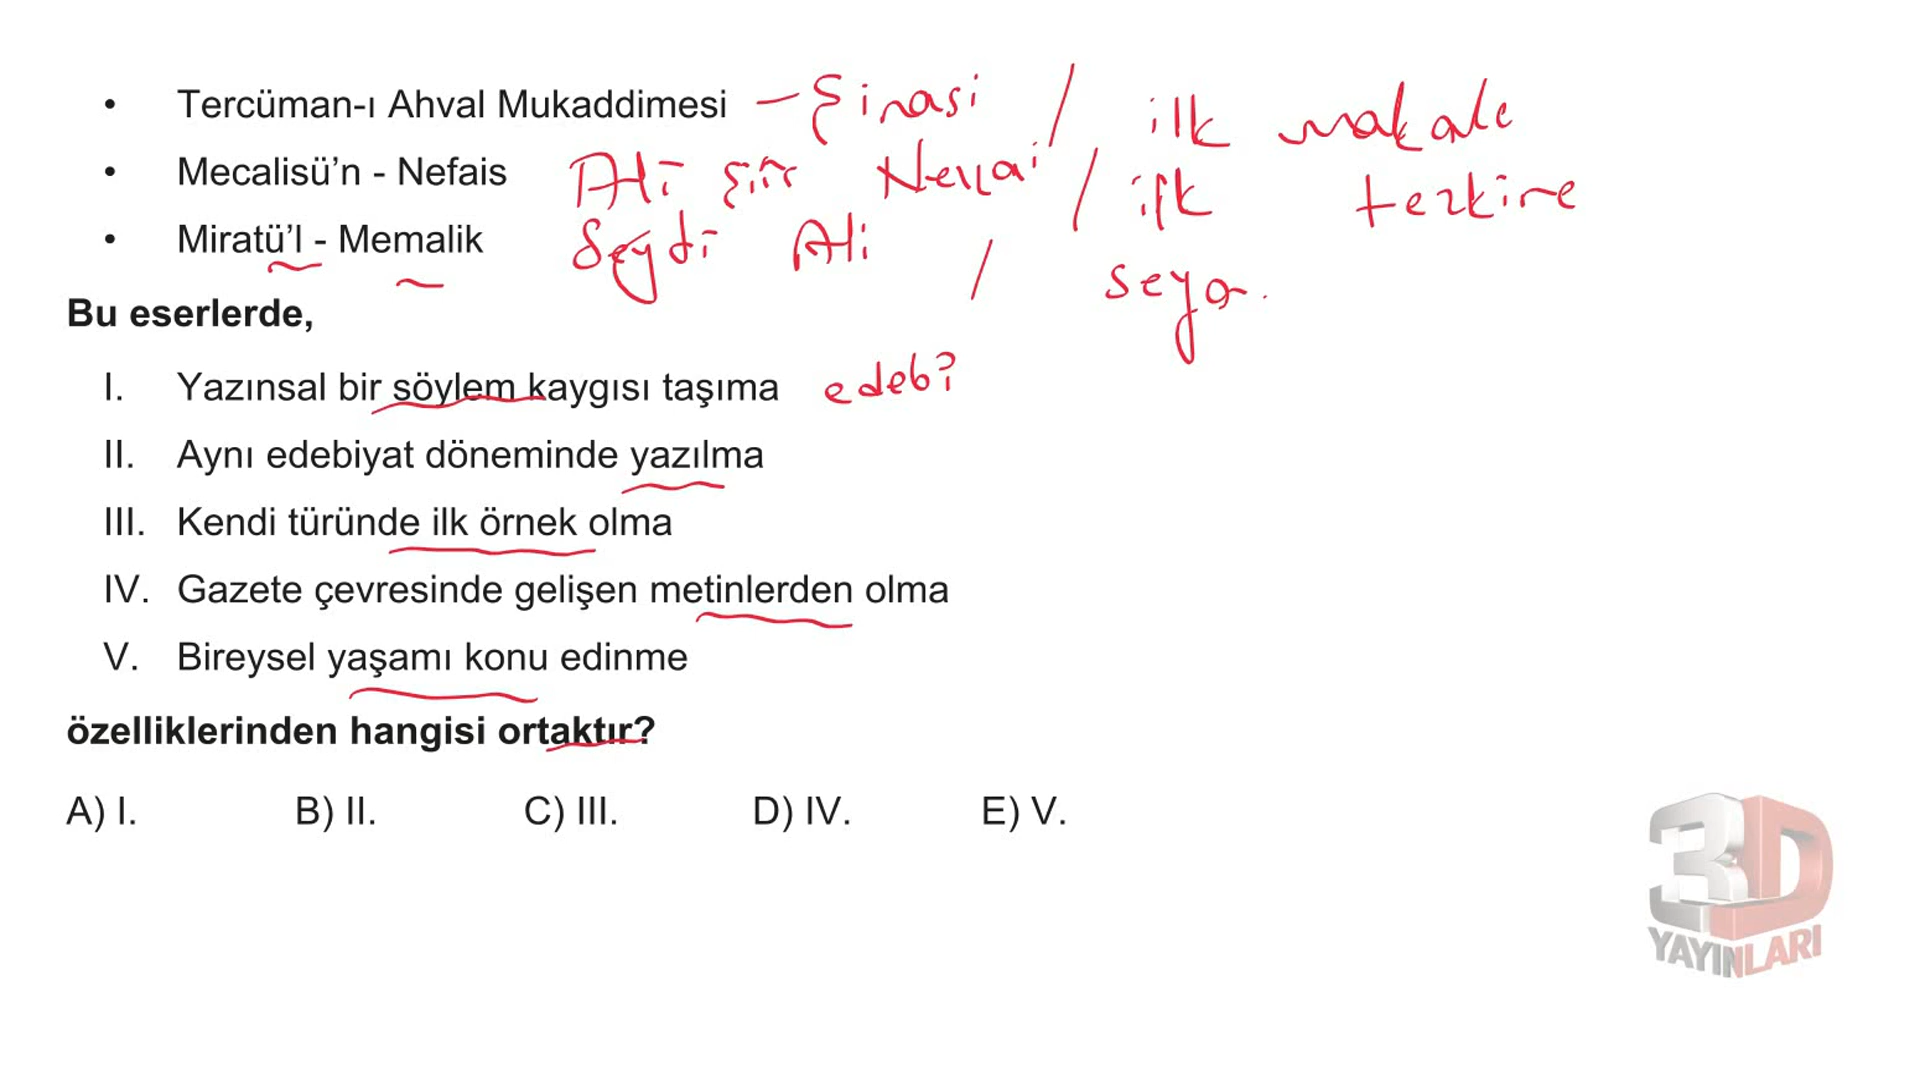 • Tercüman-ı Ahval Mukaddimesi – Şinasi / ilk makale
• Mecalisü’n - Nefais Ali Şîr Nevai / ilk tezkire
• Miratü’l - Memalik Seydi Ali / seya.
Bu eserlerde,
I. Yazınsal bir söylem kaygısı taşıma edebi
II. Aynı edebiyat döneminde yazılma
III. Kendi türünde ilk örnek olma
IV. Gazete çevresinde gelişen metinlerden olma
V. Bireysel yaşamı konu edinme
özelliklerinden hangisi ortaktır?
A) I. B) II. C) III. D) IV. E) V.
3D
YAYINLARI